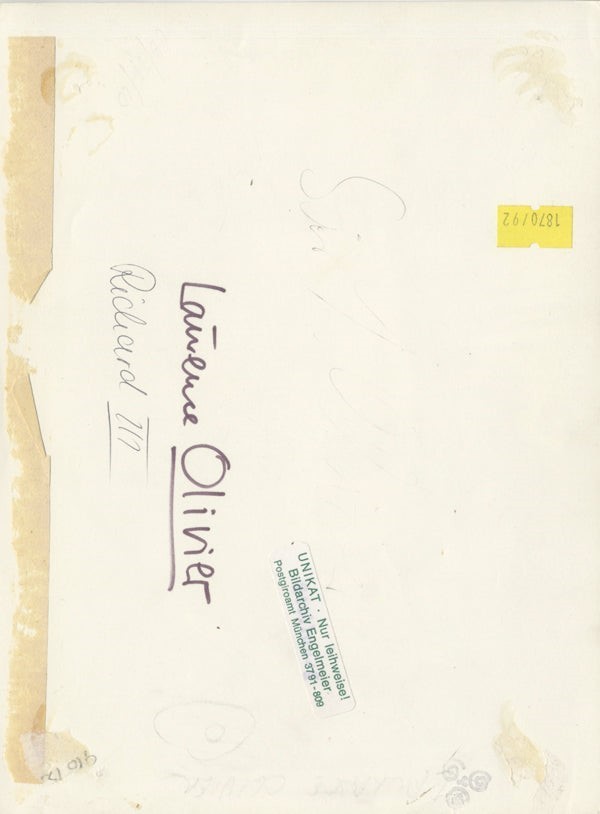 Laurence Olivier
Richard III
UNIKAT · Nur leihweise!
Bildarchiv Engelmeier
Postgiroamt München 3791-809
1870/92